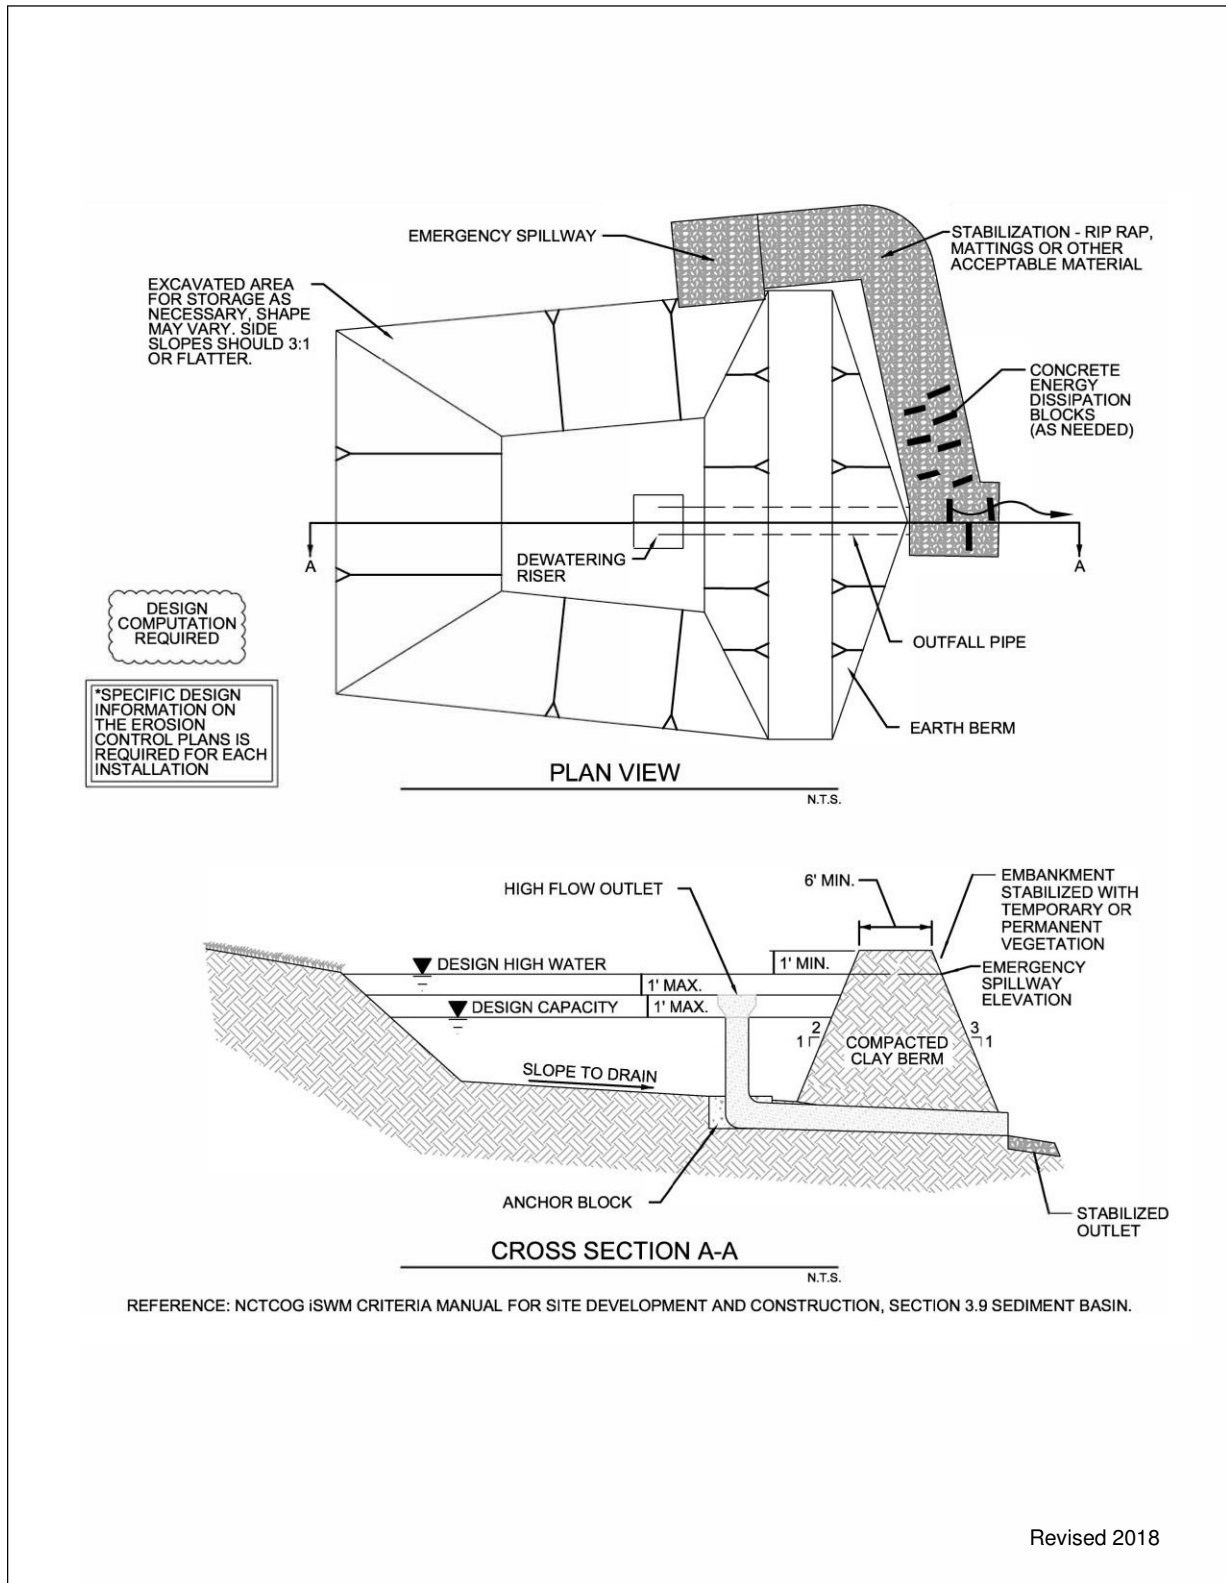 EMERGENCY SPILLWAY
STABILIZATION - RIP RAP,
MATTINGS OR OTHER
ACCEPTABLE MATERIAL
EXCAVATED AREA
FOR STORAGE AS
NECESSARY, SHAPE
MAY VARY. SIDE
SLOPES SHOULD 3:1
OR FLATTER.
CONCRETE
ENERGY
DISSIPATION
BLOCKS
(AS NEEDED)
A
A
DEWATERING
RISER
DESIGN
COMPUTATION
REQUIRED
OUTFALL PIPE
*SPECIFIC DESIGN
INFORMATION ON
THE EROSION
CONTROL PLANS IS
REQUIRED FOR EACH
INSTALLATION
EARTH BERM
PLAN VIEW
N.T.S.
HIGH FLOW OUTLET
6' MIN.
EMBANKMENT
STABILIZED WITH
TEMPORARY OR
PERMANENT
VEGETATION
DESIGN HIGH WATER
1' MIN.
EMERGENCY
SPILLWAY
ELEVATION
1' MAX.
DESIGN CAPACITY
1' MAX.
2
1
3
1
COMPACTED
CLAY BERM
SLOPE TO DRAIN
ANCHOR BLOCK
STABILIZED
OUTLET
CROSS SECTION A-A
N.T.S.
REFERENCE: NCTCOG iSWM CRITERIA MANUAL FOR SITE DEVELOPMENT AND CONSTRUCTION, SECTION 3.9 SEDIMENT BASIN.
Revised 2018